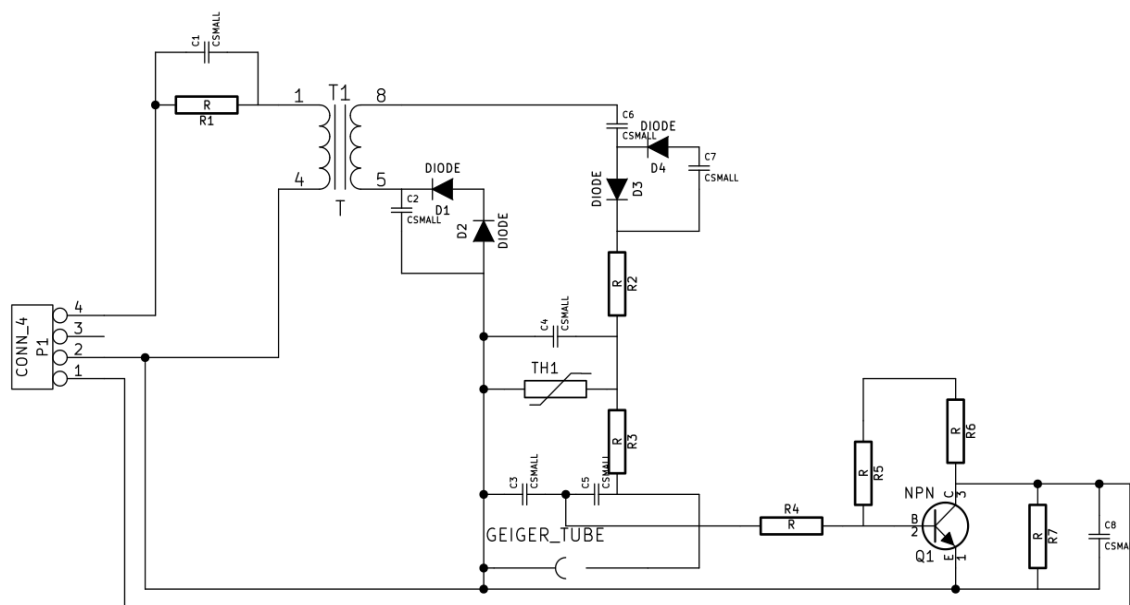 C1
CSMALL
R
R1
1
T1
8
4
5
T
C6
CSMALL
DIODE
D4
C7
CSMALL
DIODE
D3
DIODE
D1
C2
CSMALL
D2
DIODE
R
R2
C4
CSMALL
CONN_4
P1
4
3
2
1
TH1
R
R3
C3
CSMALL
C5
CSMALL
GEIGER_TUBE
R4
R
R
R5
R
R6
NPN
C
3
B
2
Q1
E
1
R
R7
C8
CSMA